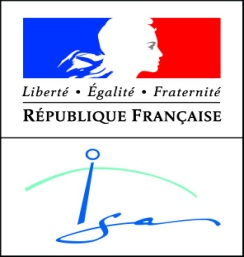 Liberté • Égalité • Fraternité
RÉPUBLIQUE FRANÇAISE
isa